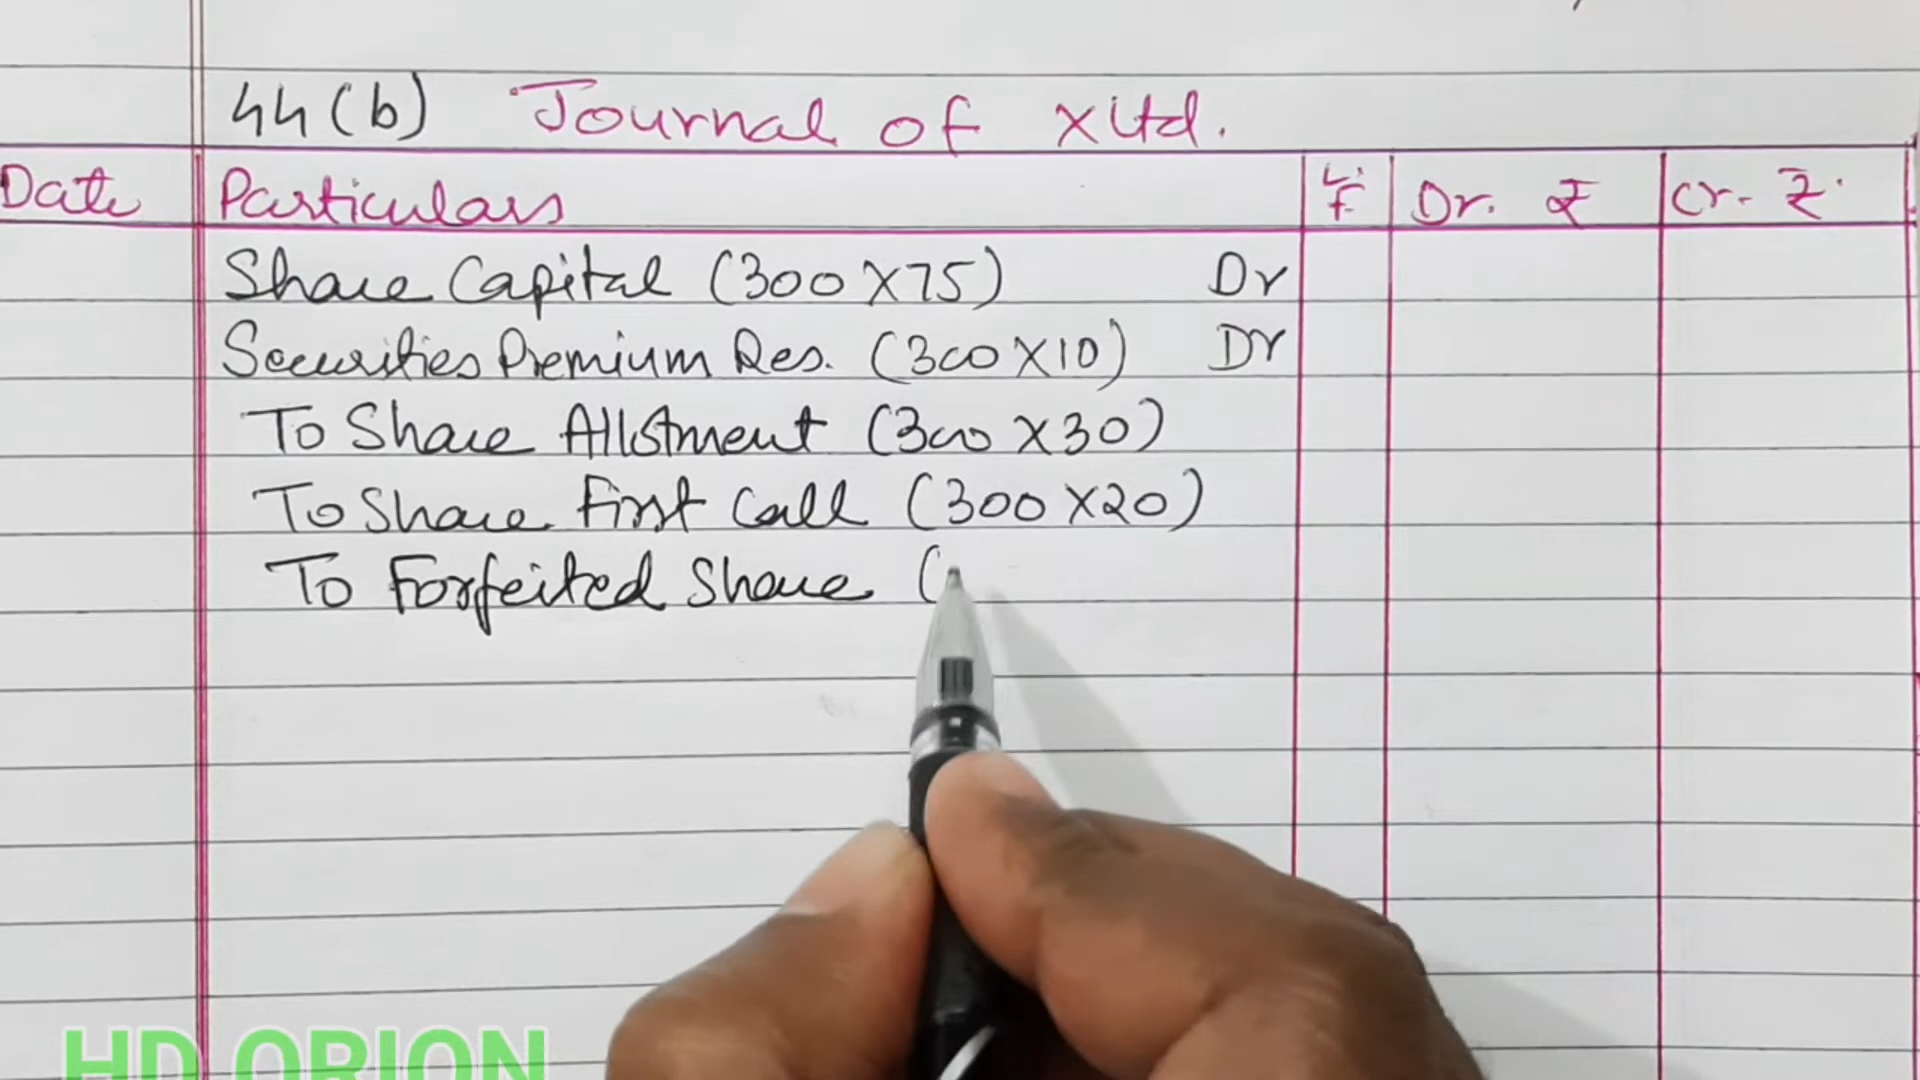 44(b) Journal of X Ltd.
Date Particulars L.F. Dr. ₹ Cr. ₹
Share Capital (300 X 75) Dr
Securities Premium Res. (300 X 10) Dr
To Share Allotment (300 X 30)
To Share First Call (300 X 20)
To Forfeited Share (
HD ORION